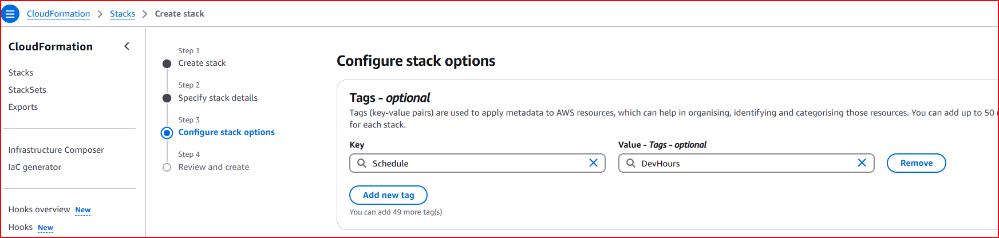 CloudFormation > Stacks > Create stack
CloudFormation
Stacks
StackSets
Exports
Infrastructure Composer
IaC generator
Hooks overview New
Hooks New
Step 1
Create stack
Step 2
Specify stack details
Step 3
Configure stack options
Step 4
Review and create
Configure stack options
Tags - optional
Tags (key-value pairs) are used to apply metadata to AWS resources, which can help in organising, identifying and categorising those resources. You can add up to 50
for each stack.
Key
Value - Tags - optional
Schedule
DevHours
Remove
Add new tag
You can add 49 more tag(s)